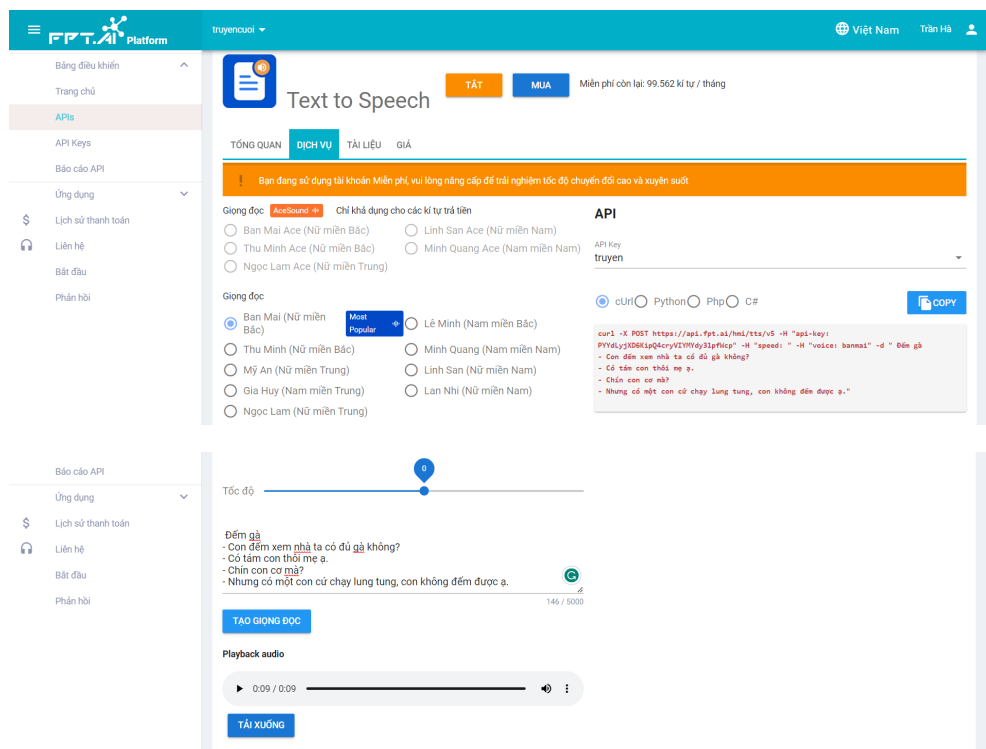 FPT.AI Platform
truyencuoi
Việt Nam
Trần Hà
Bảng điều khiển
Trang chủ
APIs
API Keys
Báo cáo API
Ứng dụng
Lịch sử thanh toán
Liên hệ
Bắt đầu
Phản hồi
Text to Speech
TẮT
MUA
Miễn phí còn lại: 99.562 kí tự / tháng
TỔNG QUAN DỊCH VỤ TÀI LIỆU GIÁ
! Bạn đang sử dụng tài khoản Miễn phí, vui lòng nâng cấp để trải nghiệm tốc độ chuyển đổi cao và xuyên suốt
Giọng đọc AceSound Chỉ khả dụng cho các kí tự trả tiền
Ban Mai Ace (Nữ miền Bắc) Linh San Ace (Nữ miền Nam)
Thu Minh Ace (Nữ miền Bắc) Minh Quang Ace (Nam miền Nam)
Ngọc Lam Ace (Nữ miền Trung)
Giọng đọc
Ban Mai (Nữ miền
Bắc)
Most
Popular
Lê Minh (Nam miền Bắc)
Thu Minh (Nữ miền Bắc) Minh Quang (Nam miền Nam)
Mỹ An (Nữ miền Trung) Linh San (Nữ miền Nam)
Gia Huy (Nam miền Trung) Lan Nhi (Nữ miền Nam)
Ngọc Lam (Nữ miền Trung)
API
API Key
truyen
cUrl Python Php C#
COPY
curl -X POST https://api.fpt.ai/hmi/tts/v5 -H "api-key:
PYYdLyjXD6KipQ4cryVIYMYdy3lpfHcp" -H "speed: " -H "voice: banmai" -d " Đếm gà
- Con đếm xem nhà ta có đủ gà không?
- Có tám con thôi mẹ ạ.
- Chín con cơ mà?
- Nhưng có một con cứ chạy lung tung, con không đếm được ạ."
Báo cáo API
Ứng dụng
Lịch sử thanh toán
Liên hệ
Bắt đầu
Phản hồi
0
Tốc độ
Đếm gà
- Con đếm xem nhà ta có đủ gà không?
- Có tám con thôi mẹ ạ.
- Chín con cơ mà?
- Nhưng có một con cứ chạy lung tung, con không đếm được ạ.
146 / 5000
TẠO GIỌNG ĐỌC
Playback audio
0:09 / 0:09
TẢI XUỐNG